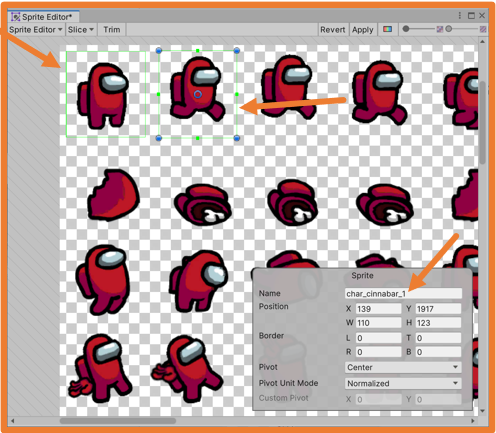 Sprite Editor*
Sprite Editor Slice Trim Revert Apply
Sprite
Name char_cinnabar_1
Position X 139 Y 1917
W 110 H 123
Border L 0 T 0
R 0 B 0
Pivot Center
Pivot Unit Mode Normalized
Custom Pivot X 0 Y 0